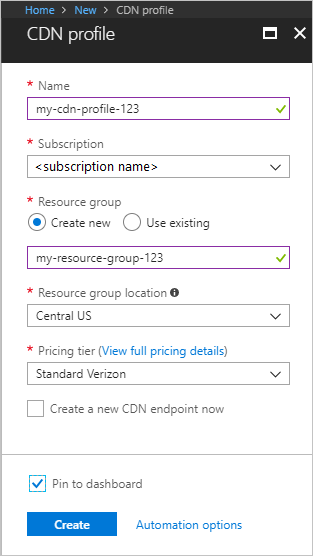 Home > New > CDN profile
CDN profile
* Name
my-cdn-profile-123
* Subscription
<subscription name>
* Resource group
Create new Use existing
my-resource-group-123
* Resource group location
Central US
* Pricing tier (View full pricing details)
Standard Verizon
Create a new CDN endpoint now
Pin to dashboard
Create Automation options